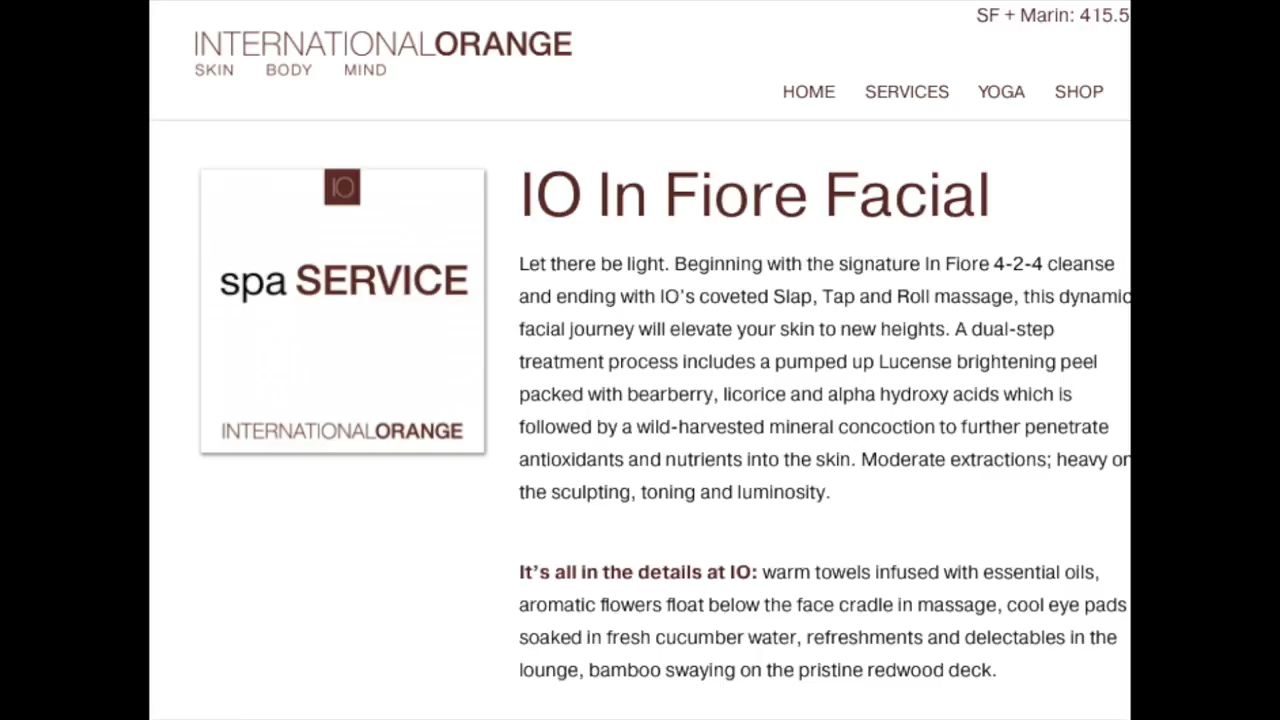 SF + Marin: 415.5
INTERNATIONALORANGE
SKIN BODY MIND
HOME SERVICES YOGA SHOP
IO
spa SERVICE
INTERNATIONALORANGE
IO In Fiore Facial
Let there be light. Beginning with the signature In Fiore 4-2-4 cleanse
and ending with IO's coveted Slap, Tap and Roll massage, this dynamic
facial journey will elevate your skin to new heights. A dual-step
treatment process includes a pumped up Lucense brightening peel
packed with bearberry, licorice and alpha hydroxy acids which is
followed by a wild-harvested mineral concoction to further penetrate
antioxidants and nutrients into the skin. Moderate extractions; heavy on
the sculpting, toning and luminosity.
It's all in the details at IO: warm towels infused with essential oils,
aromatic flowers float below the face cradle in massage, cool eye pads
soaked in fresh cucumber water, refreshments and delectables in the
lounge, bamboo swaying on the pristine redwood deck.